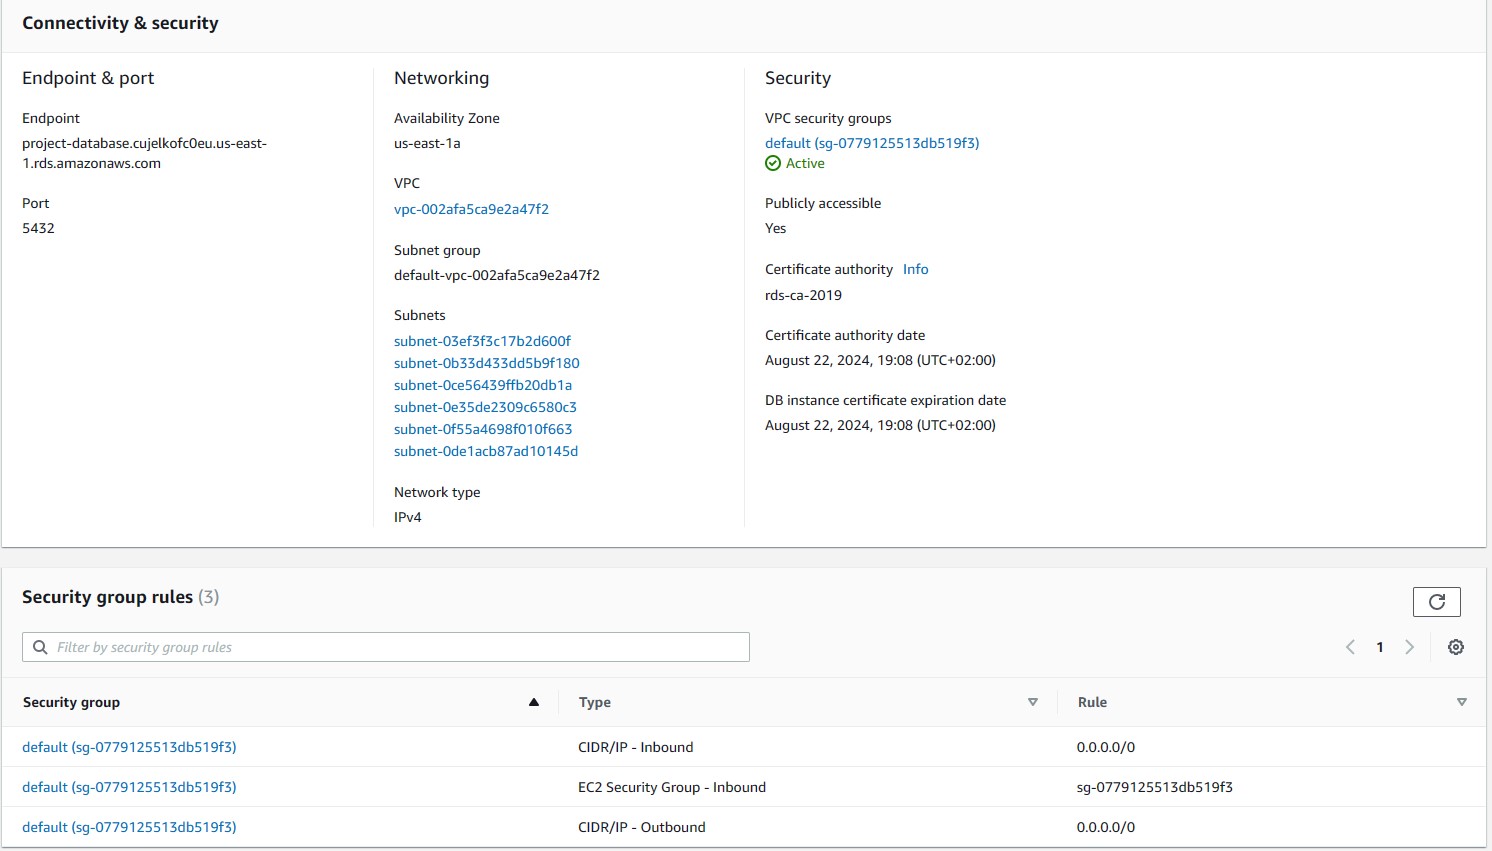 Connectivity & security
Endpoint & port
Endpoint
project-database.cujelkofc0eu.us-east-
1.rds.amazonaws.com
Port
5432
Networking
Availability Zone
us-east-1a
VPC
vpc-002afa5ca9e2a47f2
Subnet group
default-vpc-002afa5ca9e2a47f2
Subnets
subnet-03ef3f3c17b2d600f
subnet-0b33d433dd5b9f180
subnet-0ce56439ffb20db1a
subnet-0e35de2309c6580c3
subnet-0f55a4698f010f663
subnet-0de1acb87ad10145d
Network type
IPv4
Security
VPC security groups
default (sg-0779125513db519f3)
Active
Publicly accessible
Yes
Certificate authority Info
rds-ca-2019
Certificate authority date
August 22, 2024, 19:08 (UTC+02:00)
DB instance certificate expiration date
August 22, 2024, 19:08 (UTC+02:00)
Security group rules (3)
Filter by security group rules
1
Security group Type Rule
default (sg-0779125513db519f3) CIDR/IP - Inbound 0.0.0.0/0
default (sg-0779125513db519f3) EC2 Security Group - Inbound sg-0779125513db519f3
default (sg-0779125513db519f3) CIDR/IP - Outbound 0.0.0.0/0